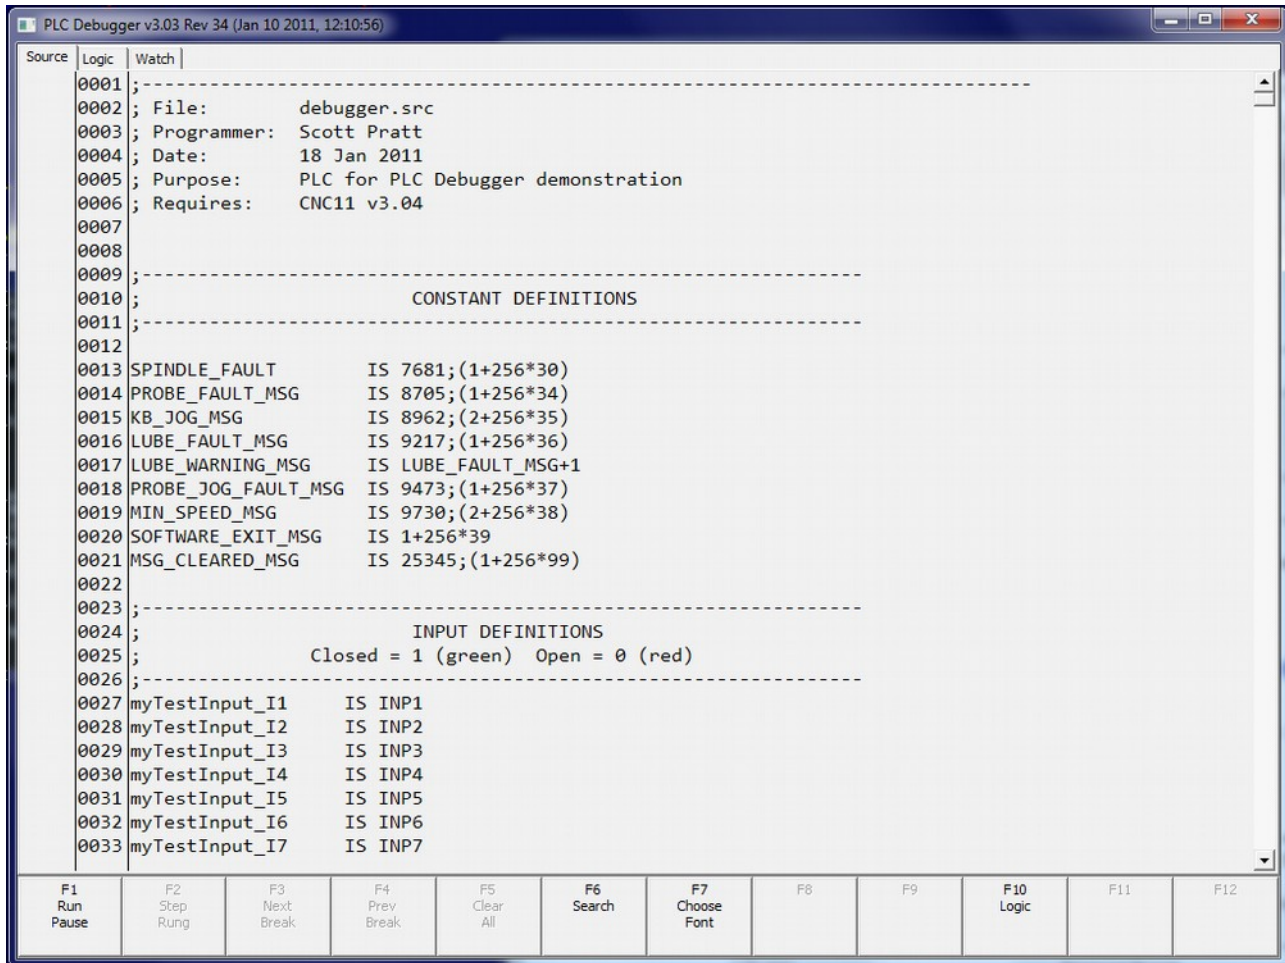 PLC Debugger v3.03 Rev 34 (Jan 10 2011, 12:10:56)
Source Logic Watch
0001 ;-------------------------------------------------------------------------------
0002 ; File:        debugger.src
0003 ; Programmer:  Scott Pratt
0004 ; Date:        18 Jan 2011
0005 ; Purpose:     PLC for PLC Debugger demonstration
0006 ; Requires:    CNC11 v3.04
0007
0008
0009 ;----------------------------------------------------------------
0010 ;                        CONSTANT DEFINITIONS
0011 ;----------------------------------------------------------------
0012
0013 SPINDLE_FAULT        IS 7681;(1+256*30)
0014 PROBE_FAULT_MSG      IS 8705;(1+256*34)
0015 KB_JOG_MSG           IS 8962;(2+256*35)
0016 LUBE_FAULT_MSG       IS 9217;(1+256*36)
0017 LUBE_WARNING_MSG     IS LUBE_FAULT_MSG+1
0018 PROBE_JOG_FAULT_MSG  IS 9473;(1+256*37)
0019 MIN_SPEED_MSG        IS 9730;(2+256*38)
0020 SOFTWARE_EXIT_MSG    IS 1+256*39
0021 MSG_CLEARED_MSG      IS 25345;(1+256*99)
0022
0023 ;----------------------------------------------------------------
0024 ;                        INPUT DEFINITIONS
0025 ;               Closed = 1 (green)  Open = 0 (red)
0026 ;----------------------------------------------------------------
0027 myTestInput_I1     IS INP1
0028 myTestInput_I2     IS INP2
0029 myTestInput_I3     IS INP3
0030 myTestInput_I4     IS INP4
0031 myTestInput_I5     IS INP5
0032 myTestInput_I6     IS INP6
0033 myTestInput_I7     IS INP7
F1 F2 F3 F4 F5 F6 F7 F8 F9 F10 F11 F12
Run Step Next Prev Clear Search Choose Logic
Pause Rung Break Break All Font